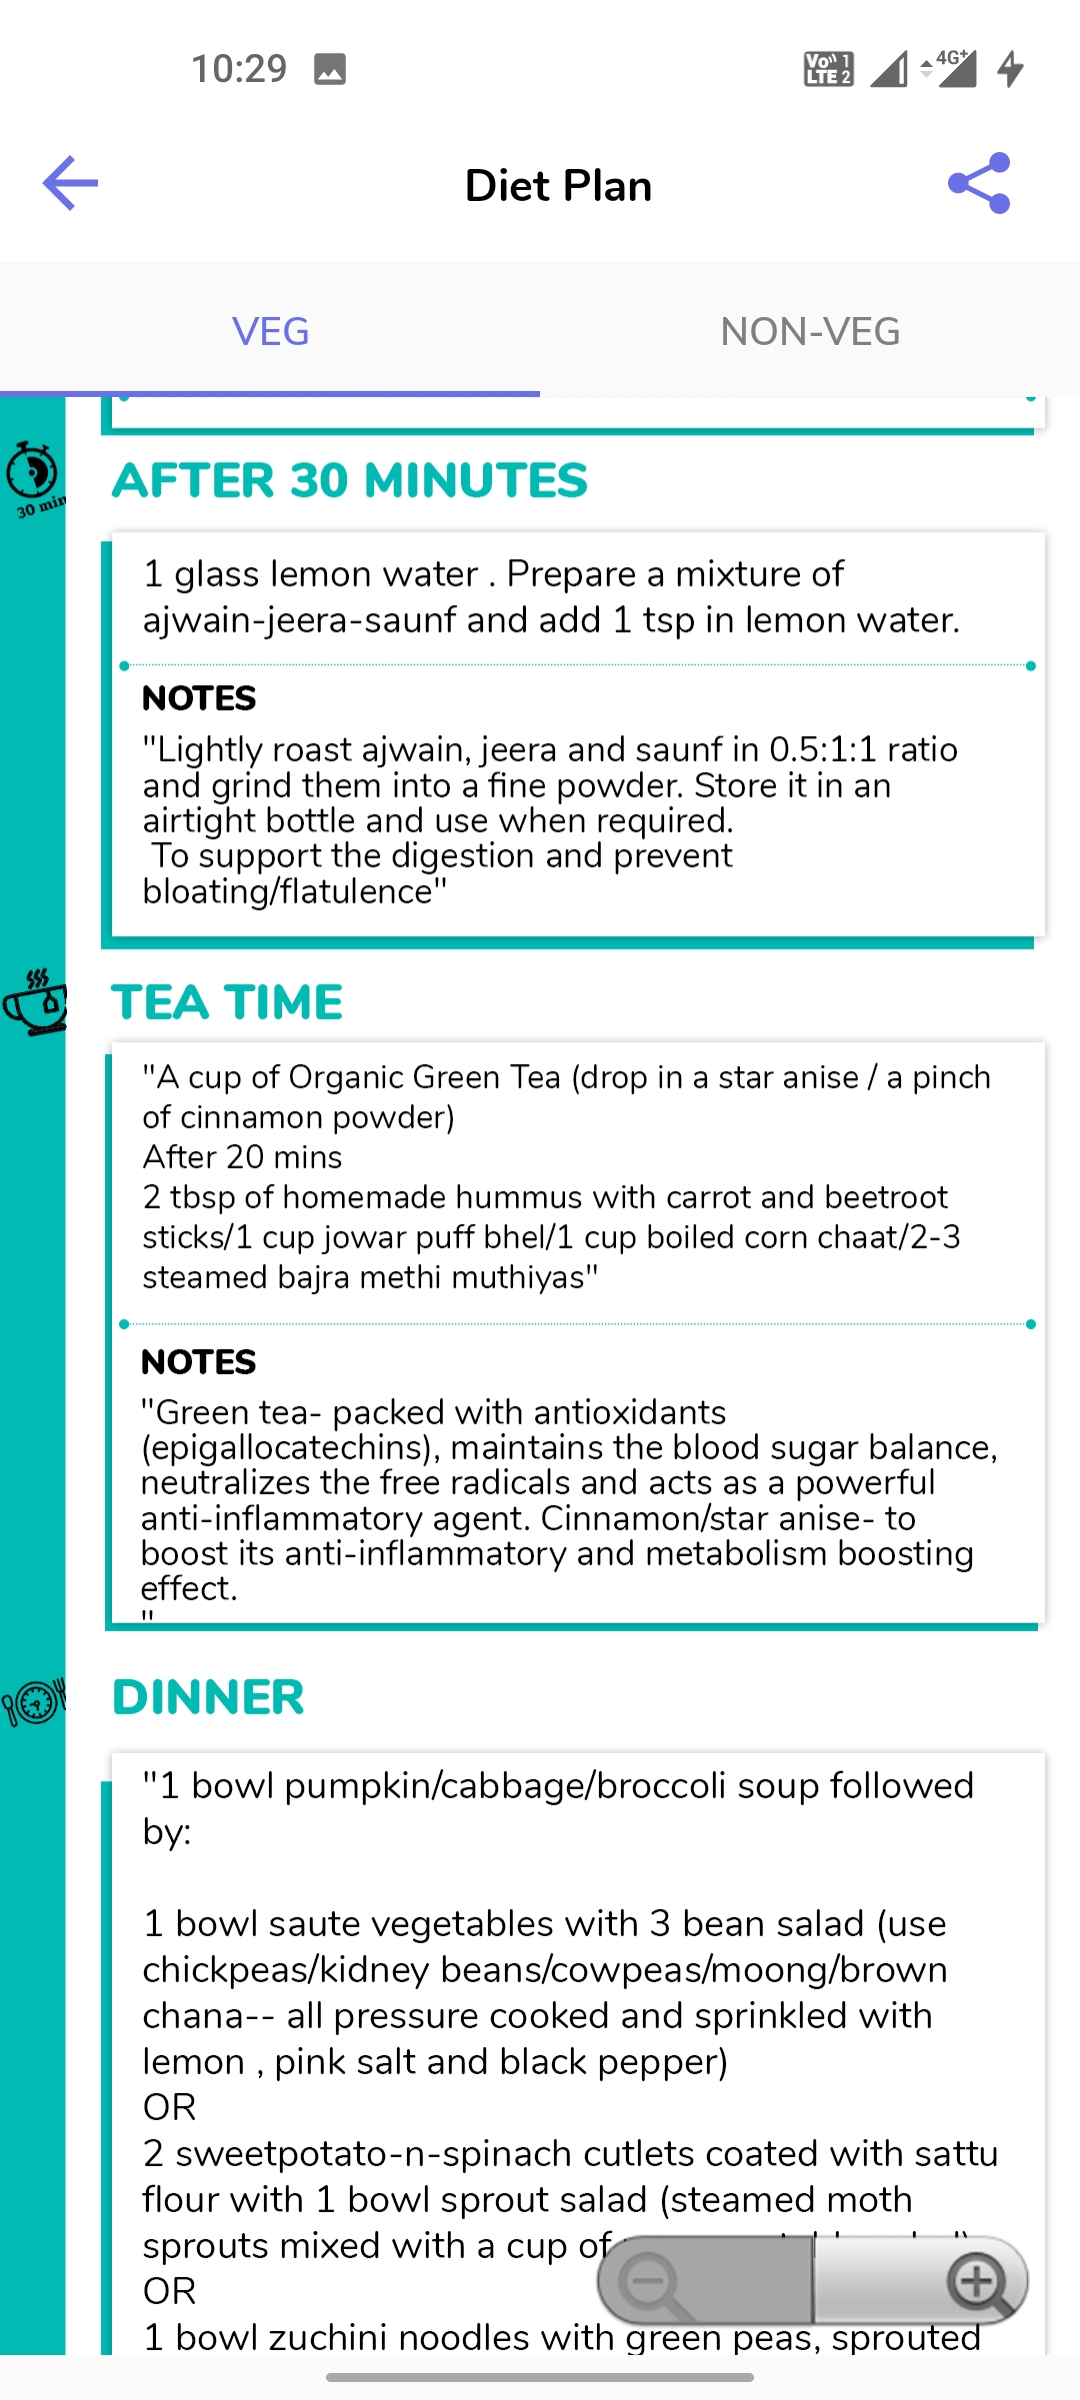 10:29
Vo)) 1
LTE 2
4G+
Diet Plan
VEG
NON-VEG
30 min
AFTER 30 MINUTES
1 glass lemon water . Prepare a mixture of
ajwain-jeera-saunf and add 1 tsp in lemon water.
NOTES
"Lightly roast ajwain, jeera and saunf in 0.5:1:1 ratio
and grind them into a fine powder. Store it in an
airtight bottle and use when required.
To support the digestion and prevent
bloating/flatulence"
TEA TIME
"A cup of Organic Green Tea (drop in a star anise / a pinch
of cinnamon powder)
After 20 mins
2 tbsp of homemade hummus with carrot and beetroot
sticks/1 cup jowar puff bhel/1 cup boiled corn chaat/2-3
steamed bajra methi muthiyas"
NOTES
"Green tea- packed with antioxidants
(epigallocatechins), maintains the blood sugar balance,
neutralizes the free radicals and acts as a powerful
anti-inflammatory agent. Cinnamon/star anise- to
boost its anti-inflammatory and metabolism boosting
effect.
"
DINNER
"1 bowl pumpkin/cabbage/broccoli soup followed
by:
1 bowl saute vegetables with 3 bean salad (use
chickpeas/kidney beans/cowpeas/moong/brown
chana-- all pressure cooked and sprinkled with
lemon , pink salt and black pepper)
OR
2 sweetpotato-n-spinach cutlets coated with sattu
flour with 1 bowl sprout salad (steamed moth
sprouts mixed with a cup of
OR
1 bowl zuchini noodles with green peas, sprouted